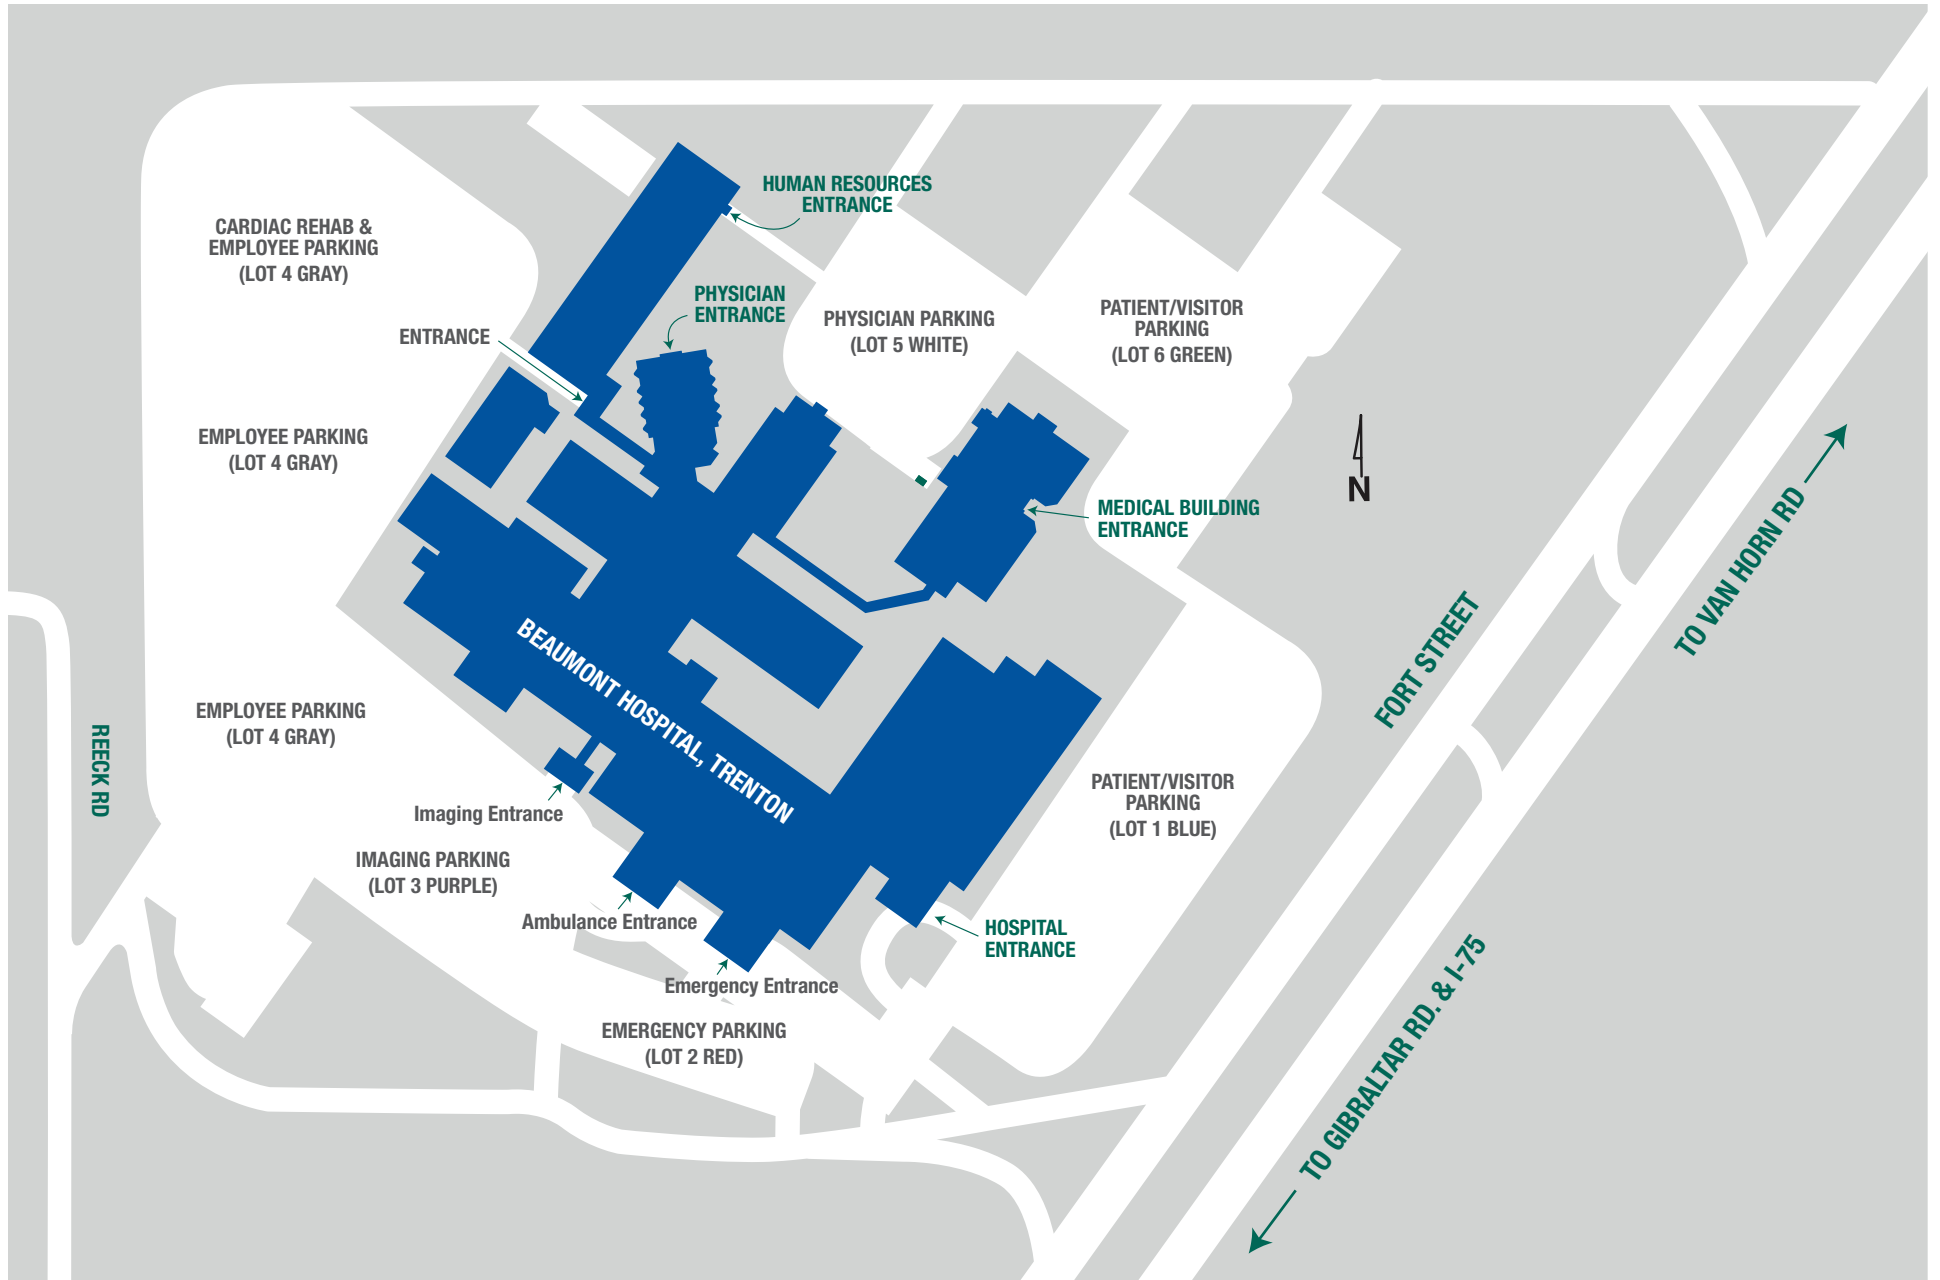 HUMAN RESOURCES
ENTRANCE
CARDIAC REHAB &
EMPLOYEE PARKING
(LOT 4 GRAY)
PHYSICIAN
ENTRANCE
ENTRANCE
PHYSICIAN PARKING
(LOT 5 WHITE)
PATIENT/VISITOR
PARKING
(LOT 6 GREEN)
EMPLOYEE PARKING
(LOT 4 GRAY)
N
MEDICAL BUILDING
ENTRANCE
TO VAN HORN RD
FORT STREET
BEAUMONT HOSPITAL, TRENTON
EMPLOYEE PARKING
(LOT 4 GRAY)
REECK RD
PATIENT/VISITOR
PARKING
(LOT 1 BLUE)
Imaging Entrance
IMAGING PARKING
(LOT 3 PURPLE)
Ambulance Entrance
HOSPITAL
ENTRANCE
Emergency Entrance
EMERGENCY PARKING
(LOT 2 RED)
TO GIBRALTAR RD. & I-75